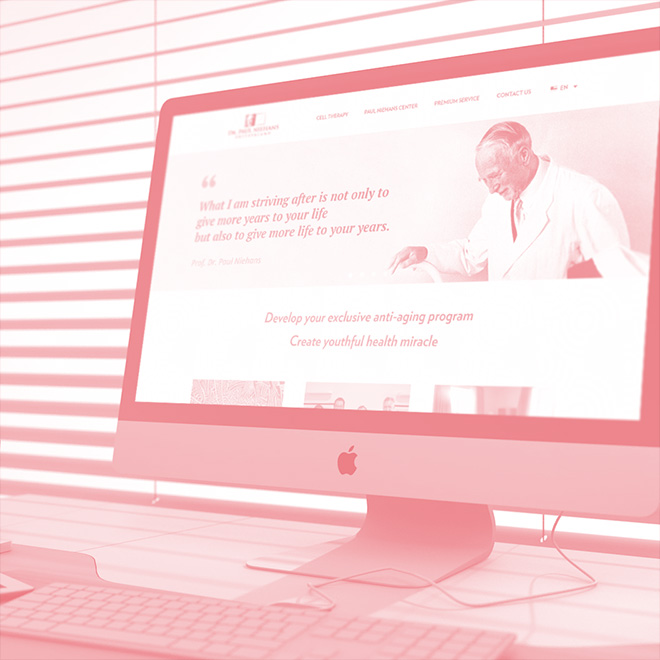 DR. PAUL NIEHANS
CELL THERAPY
PAUL NIEHANS CENTER
PREMIUM SERVICE
CONTACT US
EN
“
What I am striving after is not only to
give more years to your life
but also to give more life to your years.
Prof. Dr. Paul Niehans
Develop your exclusive anti-aging program
Create youthful health miracle